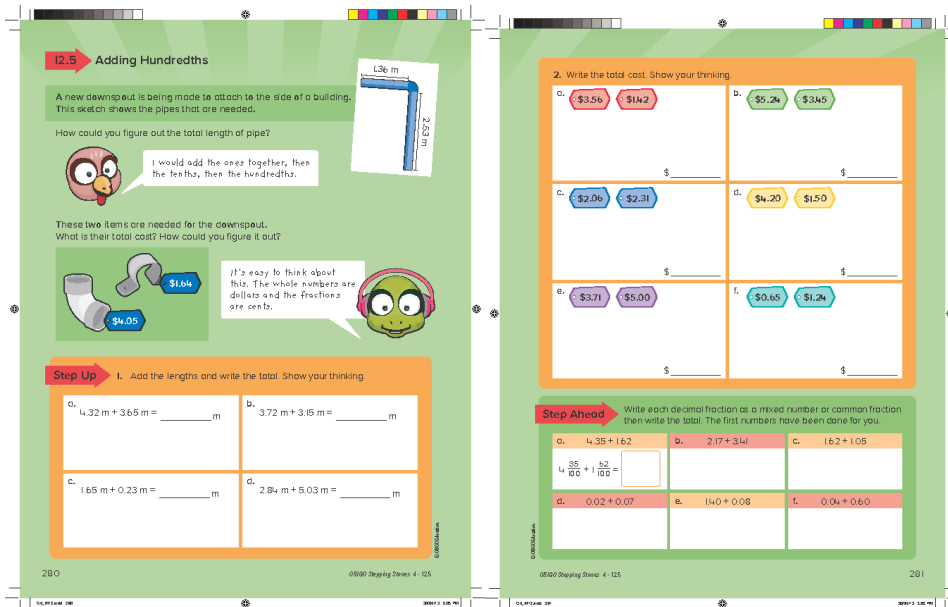 12.5 Adding Hundredths
A new downspout is being made to attach to the side of a building.
This sketch shows the pipes that are needed.
1.36 m
2.53 m
How could you figure out the total length of pipe?
I would add the ones together, then
the tenths, then the hundredths.
These two items are needed for the downspout.
What is their total cost? How could you figure it out?
$1.64
$4.05
It's easy to think about
this. The whole numbers are
dollars and the fractions
are cents.
Step Up 1. Add the lengths and write the total. Show your thinking.
a.
4.32 m + 3.65 m = ________ m
b.
3.72 m + 3.15 m = ________ m
c.
1.65 m + 0.23 m = ________ m
d.
2.84 m + 5.03 m = ________ m
280
ORIGO Stepping Stones 4 • 12.5
2. Write the total cost. Show your thinking.
a. $3.56 $1.42
$ ________
b. $5.24 $3.45
$ ________
c. $2.06 $2.31
$ ________
d. $4.20 $1.50
$ ________
e. $3.71 $5.00
$ ________
f. $0.65 $1.24
$ ________
Step Ahead Write each decimal fraction as a mixed number or common fraction
then write the total. The first numbers have been done for you.
a. 4.35 + 1.62
4 35/100 + 1 62/100 =
b. 2.17 + 3.41
c. 1.62 + 1.05
d. 0.02 + 0.07
e. 1.40 + 0.08
f. 0.04 + 0.60
ORIGO Stepping Stones 4 • 12.5
281